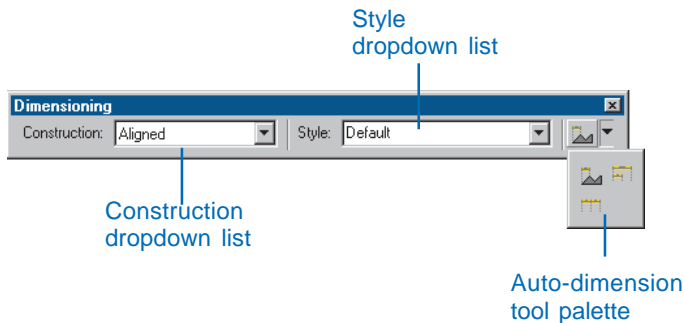 Style
dropdown list
Dimensioning
Construction: Aligned Style: Default
Construction
dropdown list
Auto-dimension
tool palette